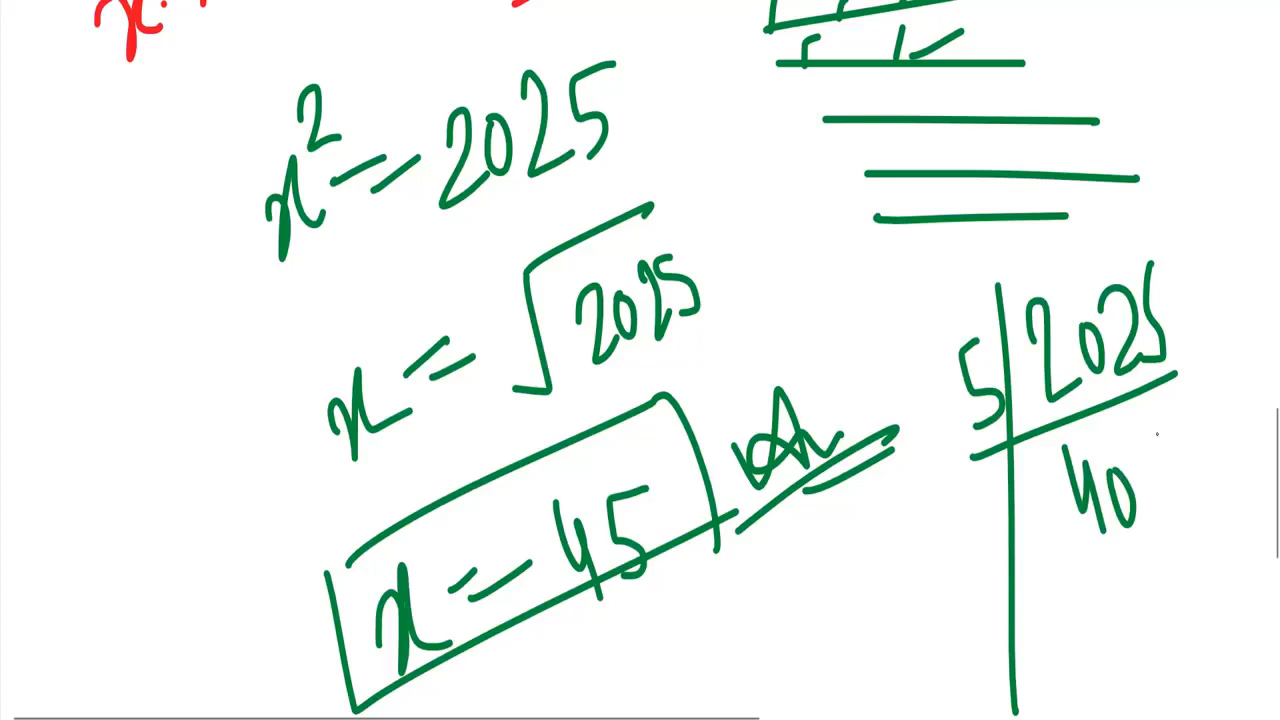 x² = 2025
x = √2025
x = 45
5 | 2025
40